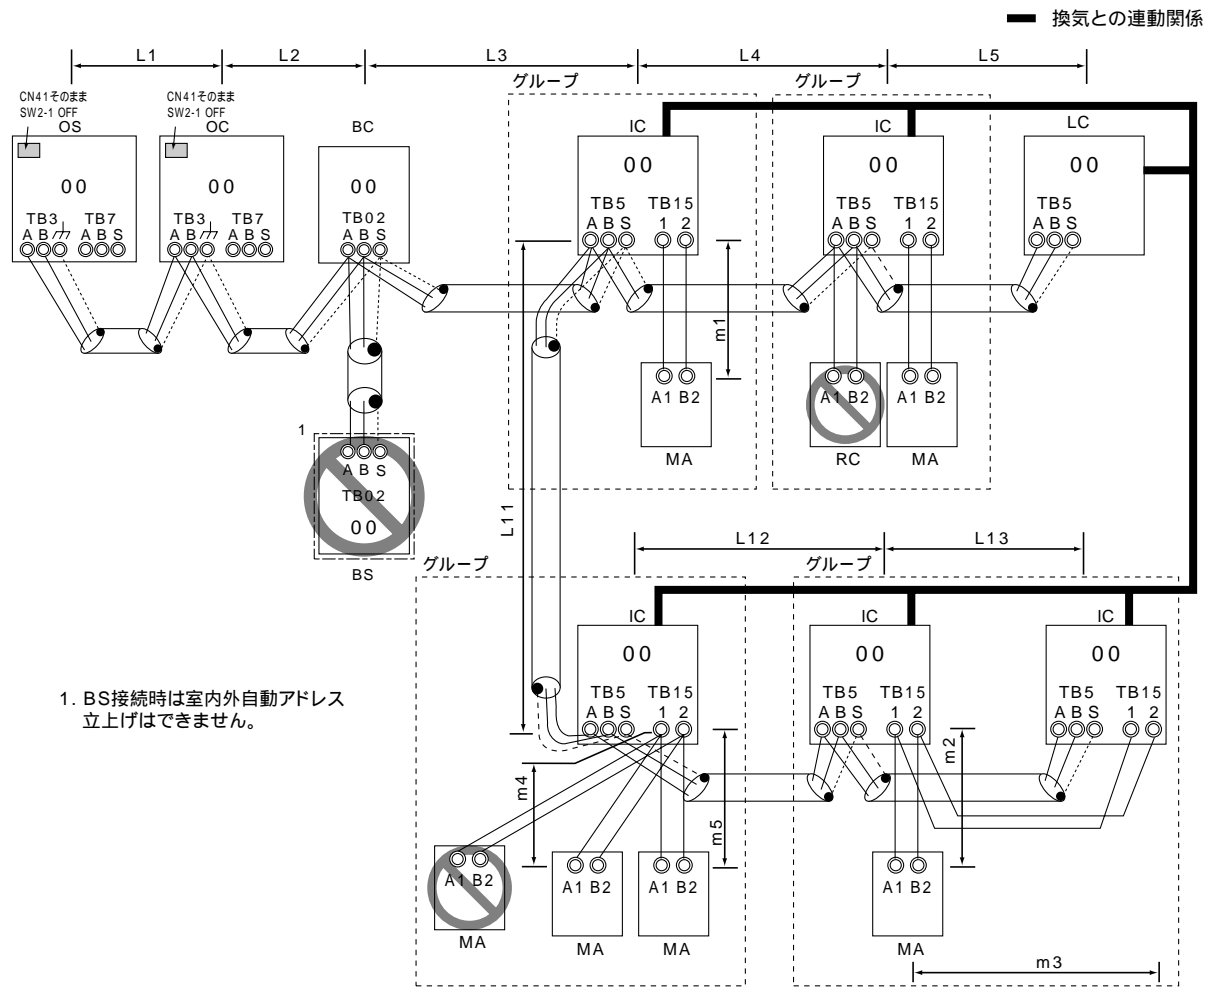 換気との連動関係
L1 L2 L3 L4 L5
グループ グループ
CN41そのまま CN41そのまま
SW2-1 OFF SW2-1 OFF
OS OC BC IC IC LC
00 00 00 00 00 00
TB3 TB7 TB3 TB7 TB02 TB5 TB15 TB5 TB15 TB5
A B A B S A B A B S A B S A B S 1 2 A B S 1 2 A B S
m1
A1 B2 A1 B2 A1 B2
MA RC MA
1
A B S
TB02
00
BS
L11
L12 L13
グループ グループ
IC IC IC
00 00 00
1. BS接続時は室内外自動アドレス
立上げはできません。
TB5 TB15 TB5 TB15 TB5 TB15
A B S 1 2 A B S 1 2 A B S 1 2
m4 m5 m2
A1 B2 A1 B2 A1 B2 A1 B2
MA MA MA MA
m3